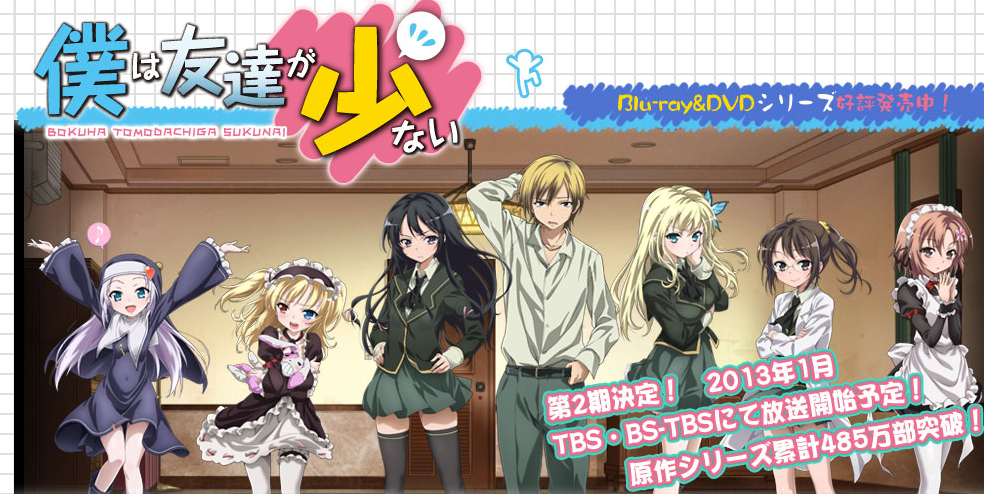 僕は友達が少ない
BOKUHA TOMODACHIGA SUKUNAI
Blu-ray&DVDシリーズ好評発売中！
第2期決定！ 2013年1月
TBS・BS-TBSにて放送開始予定！
原作シリーズ累計485万部突破！